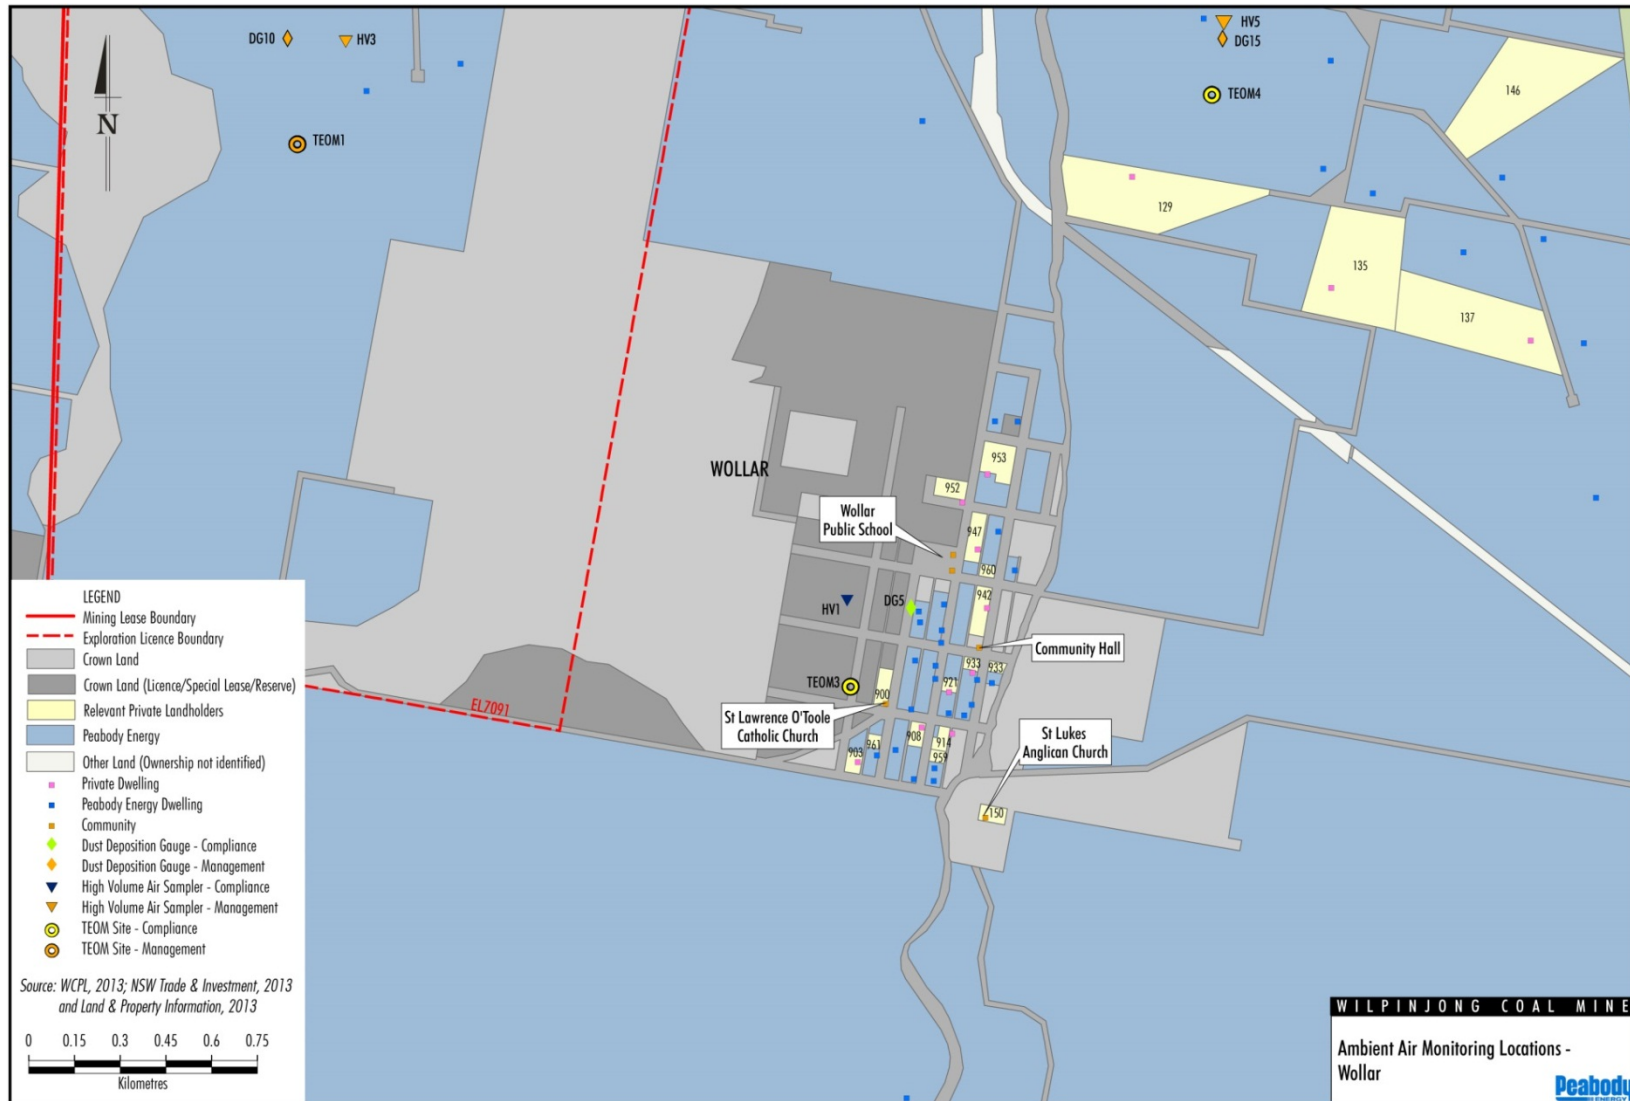 DG10
HV3
HV5
DG15
TEOM4
146
N
TEOM1
129
135
137
WOLLAR
953
952
Wollar
Public School
947
960
HV1
DG5
942
Community Hall
933
933
TEOM3
900
921
EL7091
St Lawrence O'Toole
Catholic Church
908
914
961
903
959
St Lukes
Anglican Church
150
LEGEND
Mining Lease Boundary
Exploration Licence Boundary
Crown Land
Crown Land (Licence/Special Lease/Reserve)
Relevant Private Landholders
Peabody Energy
Other Land (Ownership not identified)
Private Dwelling
Peabody Energy Dwelling
Community
Dust Deposition Gauge - Compliance
Dust Deposition Gauge - Management
High Volume Air Sampler - Compliance
High Volume Air Sampler - Management
TEOM Site - Compliance
TEOM Site - Management
Source: WCPL, 2013; NSW Trade & Investment, 2013
and Land & Property Information, 2013
0 0.15 0.3 0.45 0.6 0.75
Kilometres
WILPINJONG COAL MINE
Ambient Air Monitoring Locations -
Wollar
Peabody
ENERGY